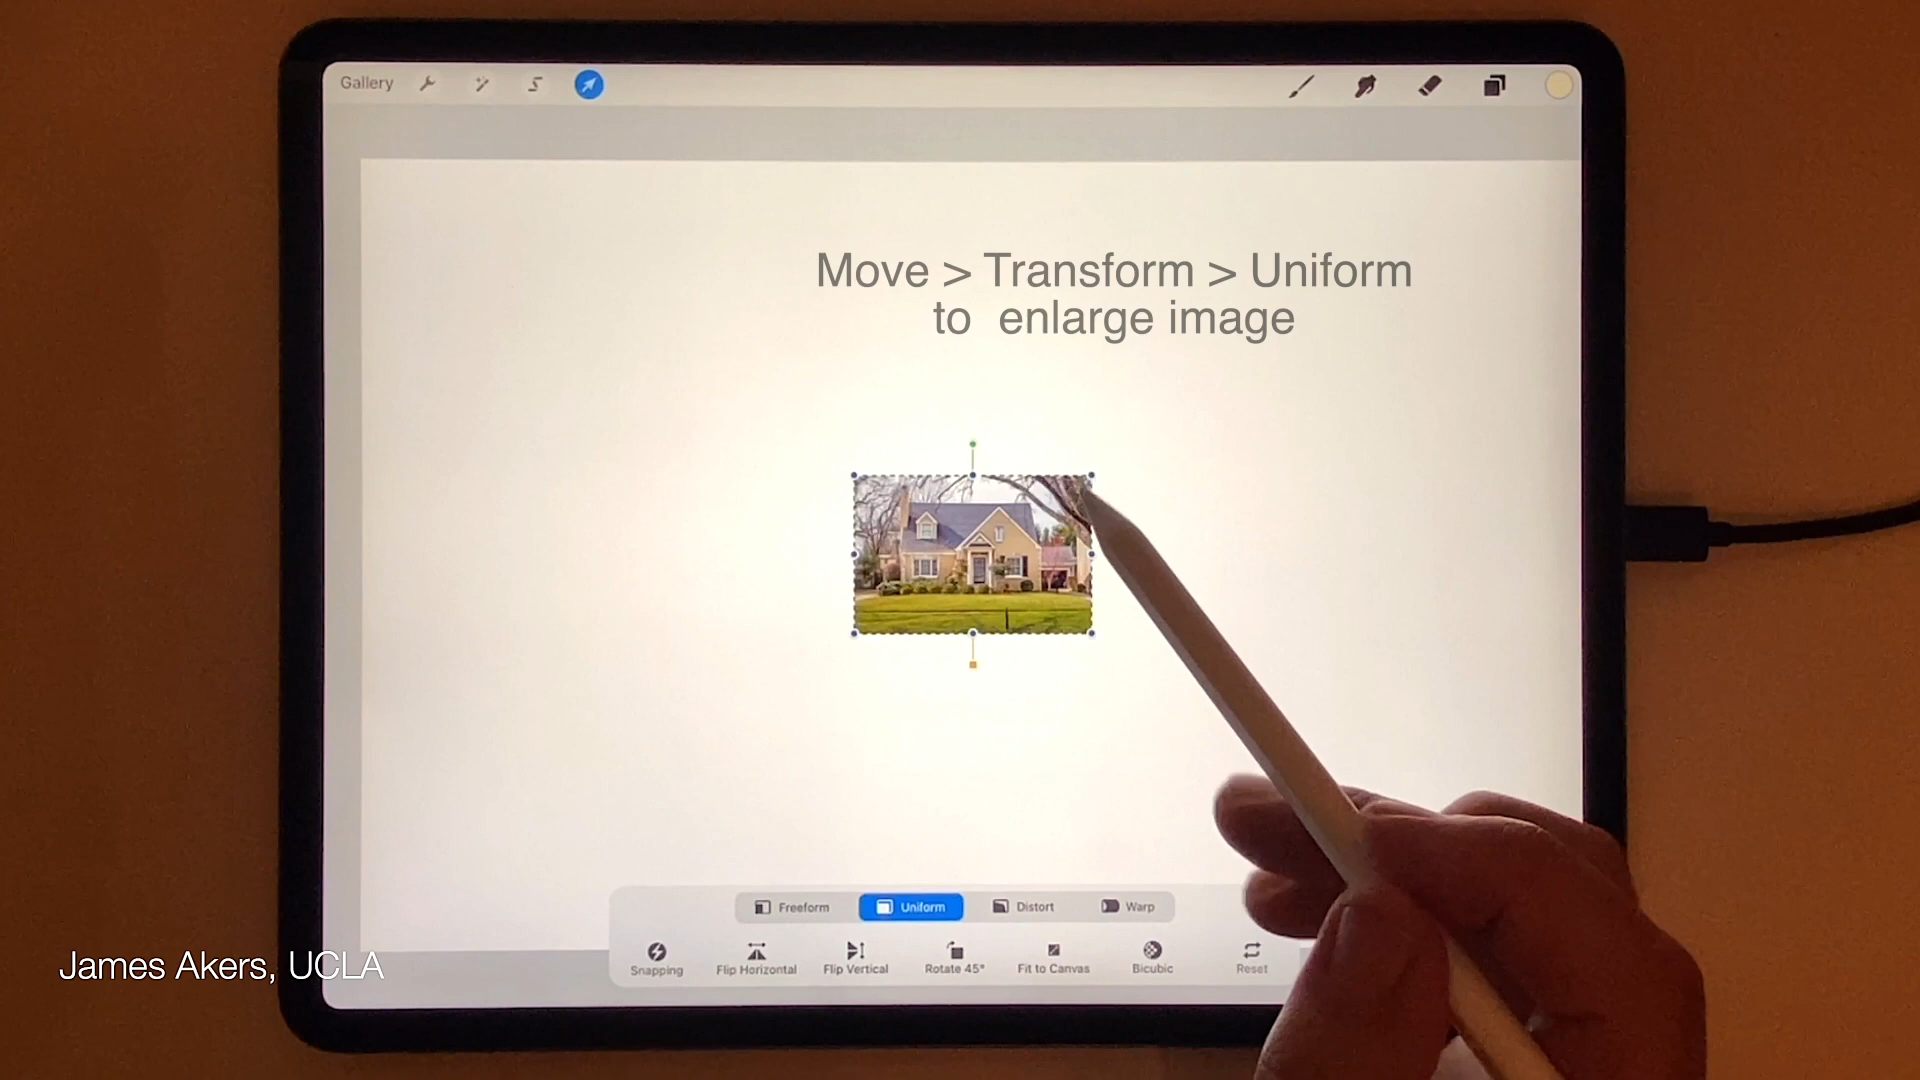 Gallery
Move > Transform > Uniform
to enlarge image
Freeform Uniform Distort Warp
Snapping Flip Horizontal Flip Vertical Rotate 45° Fit to Canvas Bicubic Reset
James Akers, UCLA